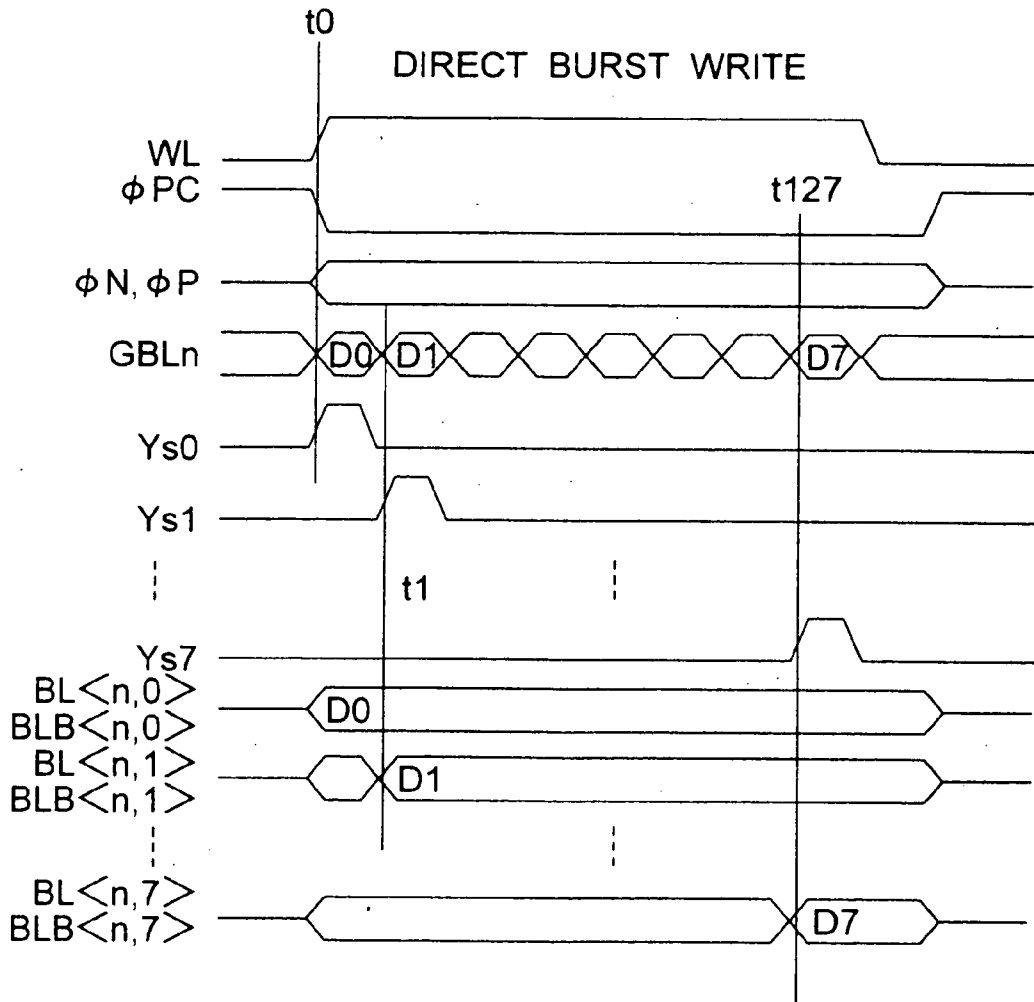 t0
DIRECT BURST WRITE
WL
ϕPC
t127
ϕN, ϕP
GBLn
D0
D1
D7
Ys0
Ys1
t1
Ys7
BL<n,0>
BLB<n,0>
D0
BL<n,1>
BLB<n,1>
D1
BL<n,7>
BLB<n,7>
D7